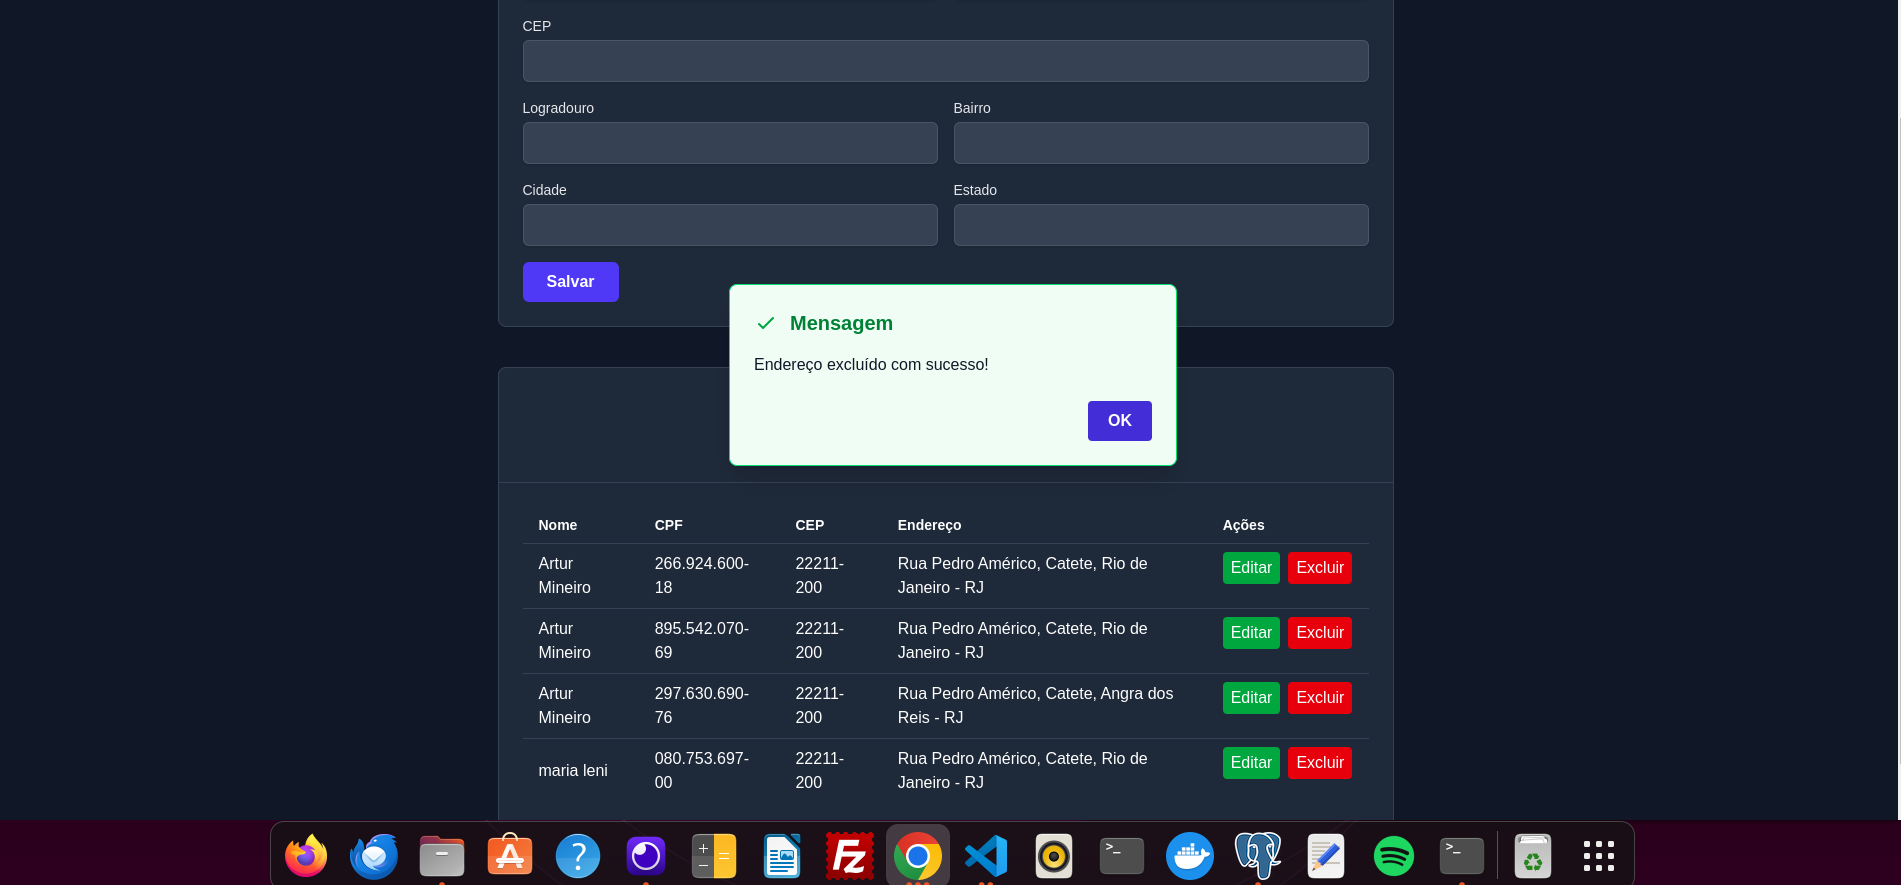 CEP
Logradouro
Bairro
Cidade
Estado
Salvar
Mensagem
Endereço excluído com sucesso!
OK
Nome CPF CEP Endereço Ações
Artur 266.924.600- 22211- Rua Pedro Américo, Catete, Rio de Editar Excluir
Mineiro 18 200 Janeiro - RJ
Artur 895.542.070- 22211- Rua Pedro Américo, Catete, Rio de Editar Excluir
Mineiro 69 200 Janeiro - RJ
Artur 297.630.690- 22211- Rua Pedro Américo, Catete, Angra dos Editar Excluir
Mineiro 76 200 Reis - RJ
maria leni 080.753.697- 22211- Rua Pedro Américo, Catete, Rio de Editar Excluir
00 200 Janeiro - RJ